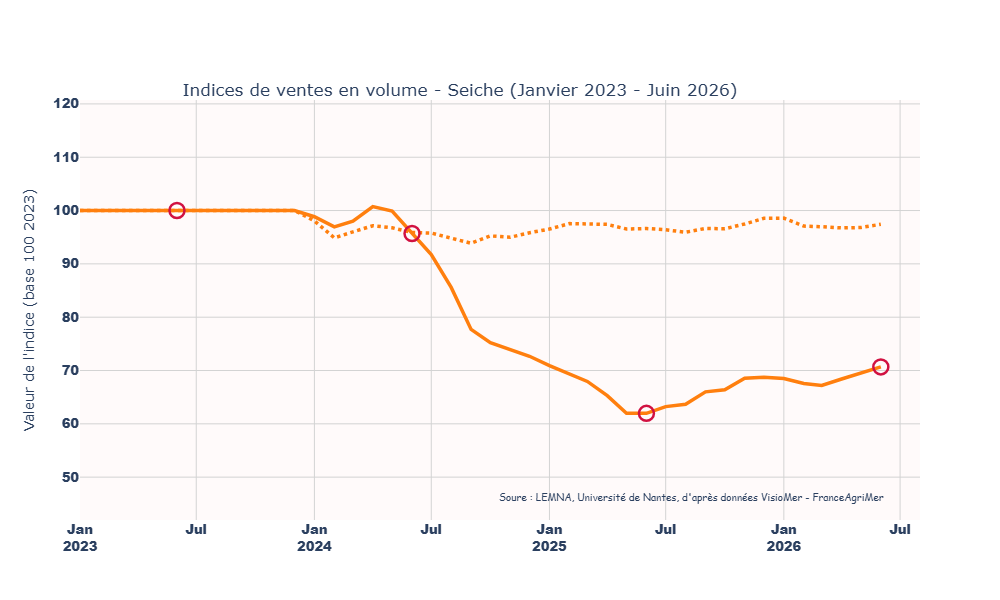 Indices de ventes en volume - Seiche (Janvier 2023 - Juin 2026)
Valeur de l'indice (base 100 2023)
120
110
100
90
80
70
60
50
Soure : LEMNA, Université de Nantes, d'après données VisioMer - FranceAgriMer
Jan Jul Jan Jul Jan Jul Jan Jul
2023 2024 2025 2026